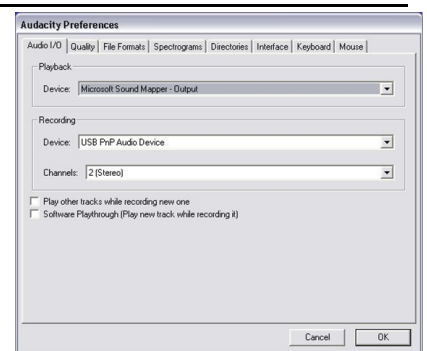 Audacity Preferences
Audio I/O Quality File Formats Spectrograms Directories Interface Keyboard Mouse
Playback
Device: Microsoft Sound Mapper - Output
Recording
Device: USB PnP Audio Device
Channels: 2 (Stereo)
Play other tracks while recording new one
Software Playthrough (Play new track while recording it)
Cancel OK